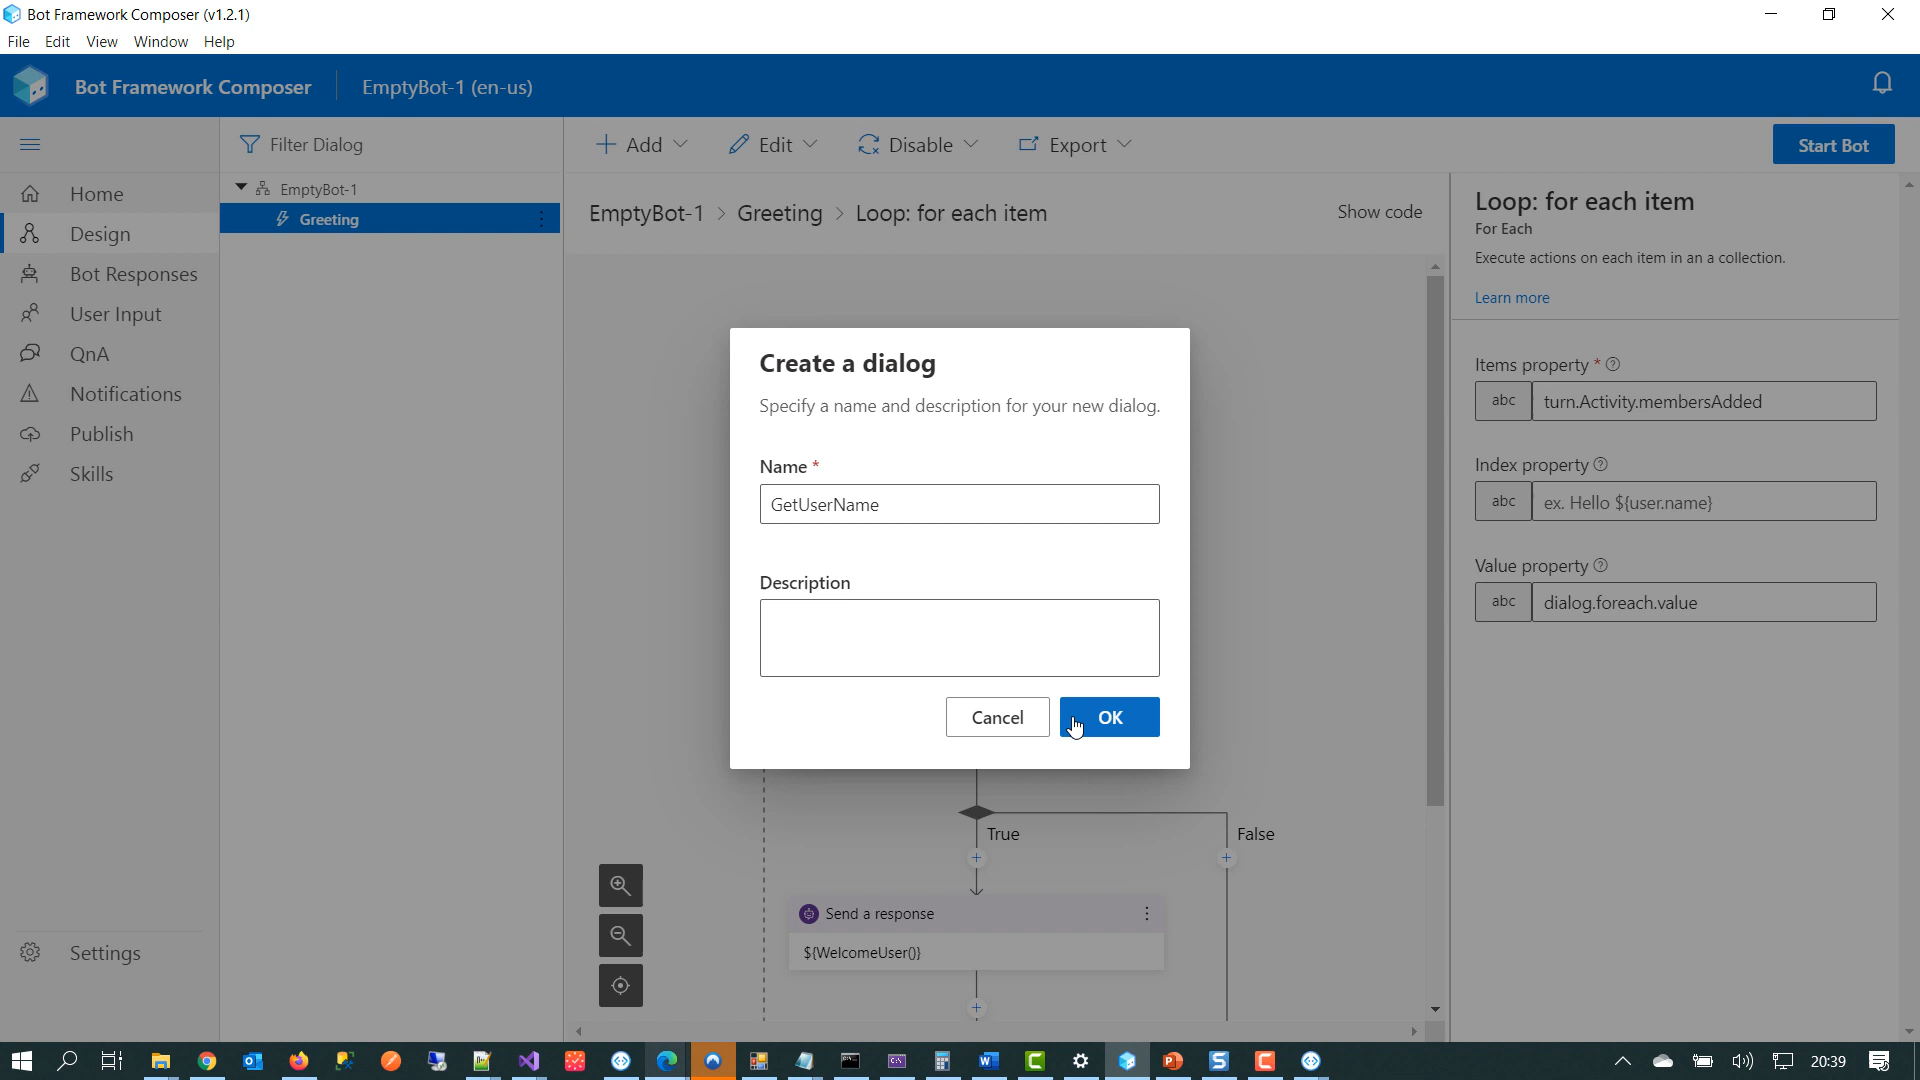 Bot Framework Composer (v1.2.1)
File Edit View Window Help
Bot Framework Composer EmptyBot-1 (en-us)
Filter Dialog
Add Edit Disable Export
Start Bot
Home
Design
Bot Responses
User Input
QnA
Notifications
Publish
Skills
Settings
EmptyBot-1
Greeting
EmptyBot-1 > Greeting > Loop: for each item
Show code
Create a dialog
Specify a name and description for your new dialog.
Name *
GetUserName
Description
Cancel OK
True
False
Send a response
${WelcomeUser()}
Loop: for each item
For Each
Execute actions on each item in an a collection.
Learn more
Items property *
abc turn.Activity.membersAdded
Index property
abc ex. Hello ${user.name}
Value property
abc dialog.foreach.value
20:39